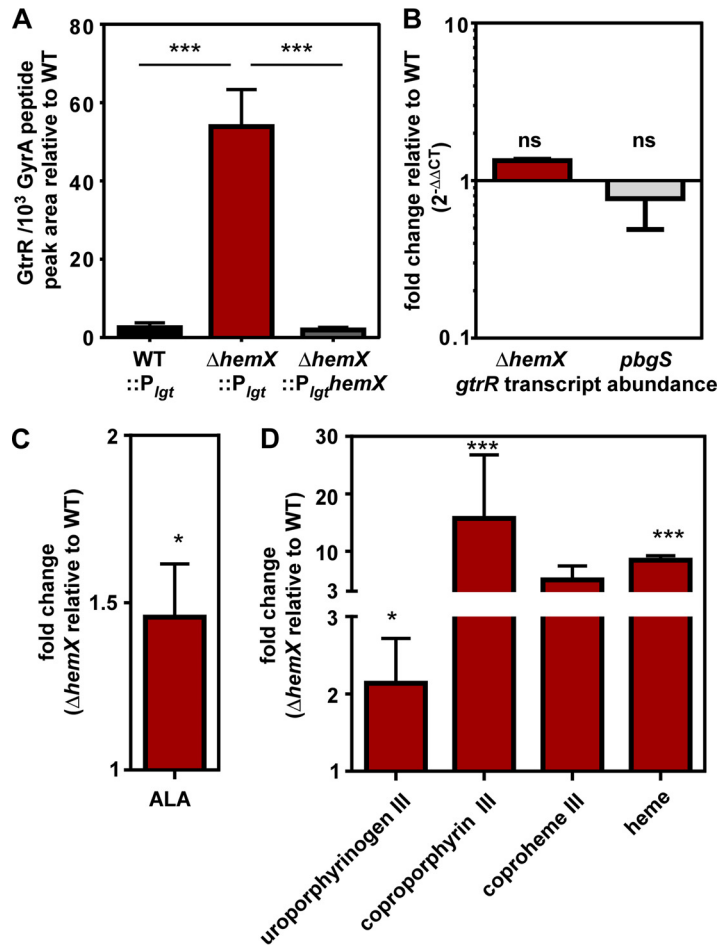 A
GtrR /10³ GyrA peptide
peak area relative to WT
80
60
40
20
0
*** ***
WT ΔhemX ΔhemX
::Plgt ::Plgt ::PlgthemX
B
fold change relative to WT
(2-ΔΔCT)
10
1
0.1
ns ns
ΔhemX pbgS
gtrR transcript abundance
C
fold change
(ΔhemX relative to WT)
2
1.5
1
*
ALA
D
fold change
(ΔhemX relative to WT)
30
20
10
3
3
2
1
*
***
***
uroporphyrinogen III
coproporphyrin III
coproheme III
heme